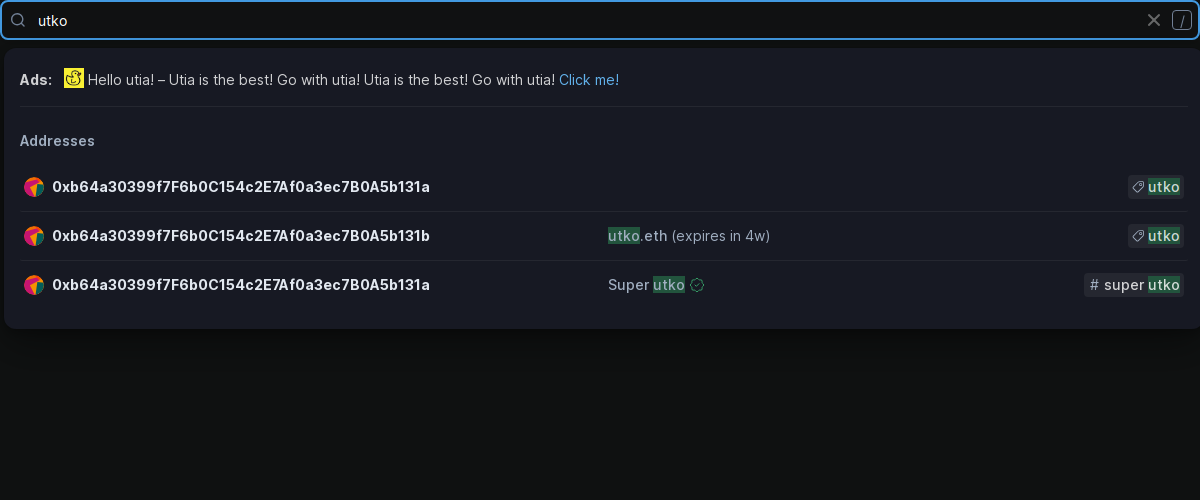 utko /
Ads: Hello utia! – Utia is the best! Go with utia! Utia is the best! Go with utia! Click me!
Addresses
0xb64a30399f7F6b0C154c2E7Af0a3ec7B0A5b131a utko
0xb64a30399f7F6b0C154c2E7Af0a3ec7B0A5b131b utko.eth (expires in 4w) utko
0xb64a30399f7F6b0C154c2E7Af0a3ec7B0A5b131a Super utko # super utko